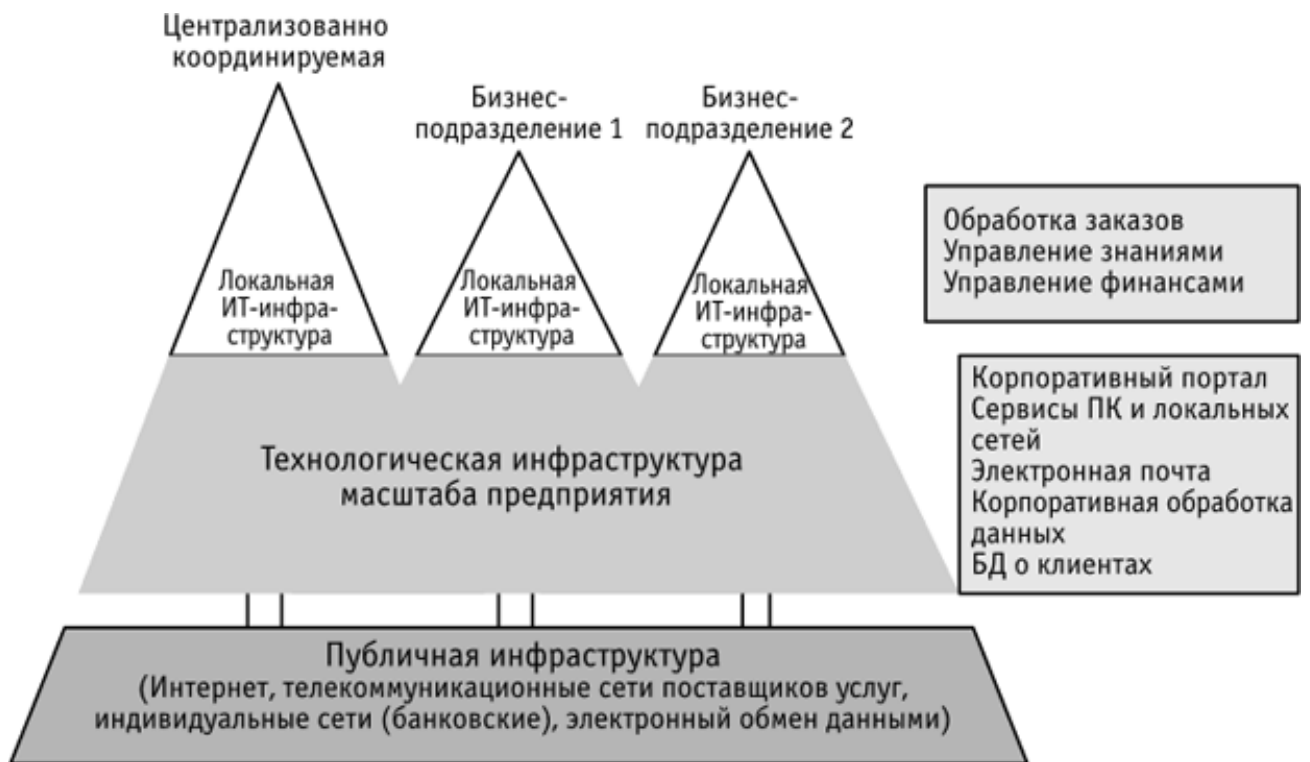 Централизованно
координируемая
Бизнес-
подразделение 1
Бизнес-
подразделение 2
Локальная
ИТ-инфра-
структура
Локальная
ИТ-инфра-
структура
Локальная
ИТ-инфра-
структура
Обработка заказов
Управление знаниями
Управление финансами
Технологическая инфраструктура
масштаба предприятия
Корпоративный портал
Сервисы ПК и локальных
сетей
Электронная почта
Корпоративная обработка
данных
БД о клиентах
Публичная инфраструктура
(Интернет, телекоммуникационные сети поставщиков услуг,
индивидуальные сети (банковские), электронный обмен данными)